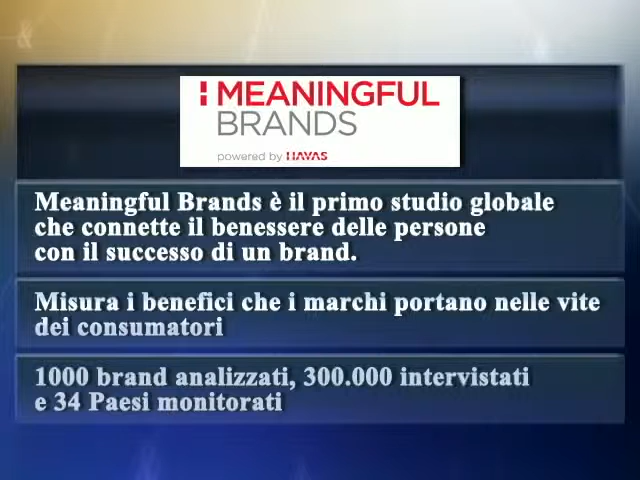 MEANINGFUL
BRANDS
powered by HAVAS
Meaningful Brands è il primo studio globale
che connette il benessere delle persone
con il successo di un brand.
Misura i benefici che i marchi portano nelle vite
dei consumatori
1000 brand analizzati, 300.000 intervistati
e 34 Paesi monitorati